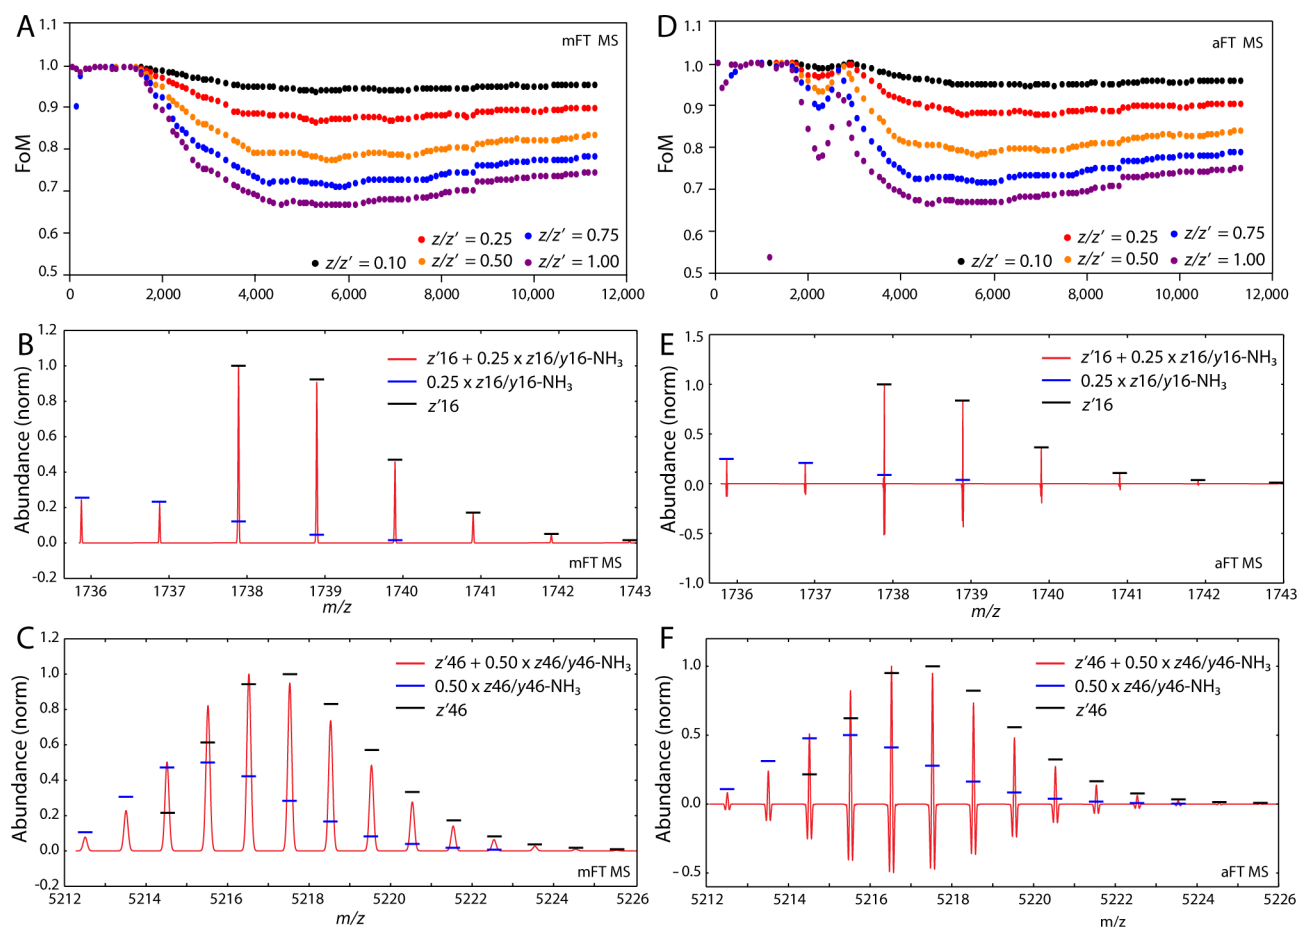 A
mFT MS
1.1
1.0
0.9
0.8
0.7
0.6
0.5
FoM
z/z′ = 0.10
z/z′ = 0.25
z/z′ = 0.50
z/z′ = 0.75
z/z′ = 1.00
0
2,000
4,000
6,000
8,000
10,000
12,000
D
aFT MS
1.1
1.0
0.9
0.8
0.7
0.6
0.5
FoM
z/z′ = 0.10
z/z′ = 0.25
z/z′ = 0.50
z/z′ = 0.75
z/z′ = 1.00
0
2,000
4,000
6,000
8,000
10,000
12,000
B
1.2
1.0
0.8
0.6
0.4
0.2
0.0
-0.2
Abundance (norm)
z′16 + 0.25 x z16/y16-NH₃
0.25 x z16/y16-NH₃
z′16
mFT MS
1736
1737
1738
1739
1740
1741
1742
1743
m/z
E
1.5
1.0
0.5
0.0
-0.5
-1.0
Abundance (norm)
z′16 + 0.25 x z16/y16-NH₃
0.25 x z16/y16-NH₃
z′16
aFT MS
1736
1737
1738
1739
1740
1741
1742
1743
m/z
C
1.2
1.0
0.8
0.6
0.4
0.2
0.0
-0.2
Abundance (norm)
z′46 + 0.50 x z46/y46-NH₃
0.50 x z46/y46-NH₃
z′46
mFT MS
5212
5214
5216
5218
5220
5222
5224
5226
m/z
F
1.0
0.5
0.0
-0.5
Abundance (norm)
z′46 + 0.50 x z46/y46-NH₃
0.50 x z46/y46-NH₃
z′46
aFT MS
5212
5214
5216
5218
5220
5222
5224
5226
m/z